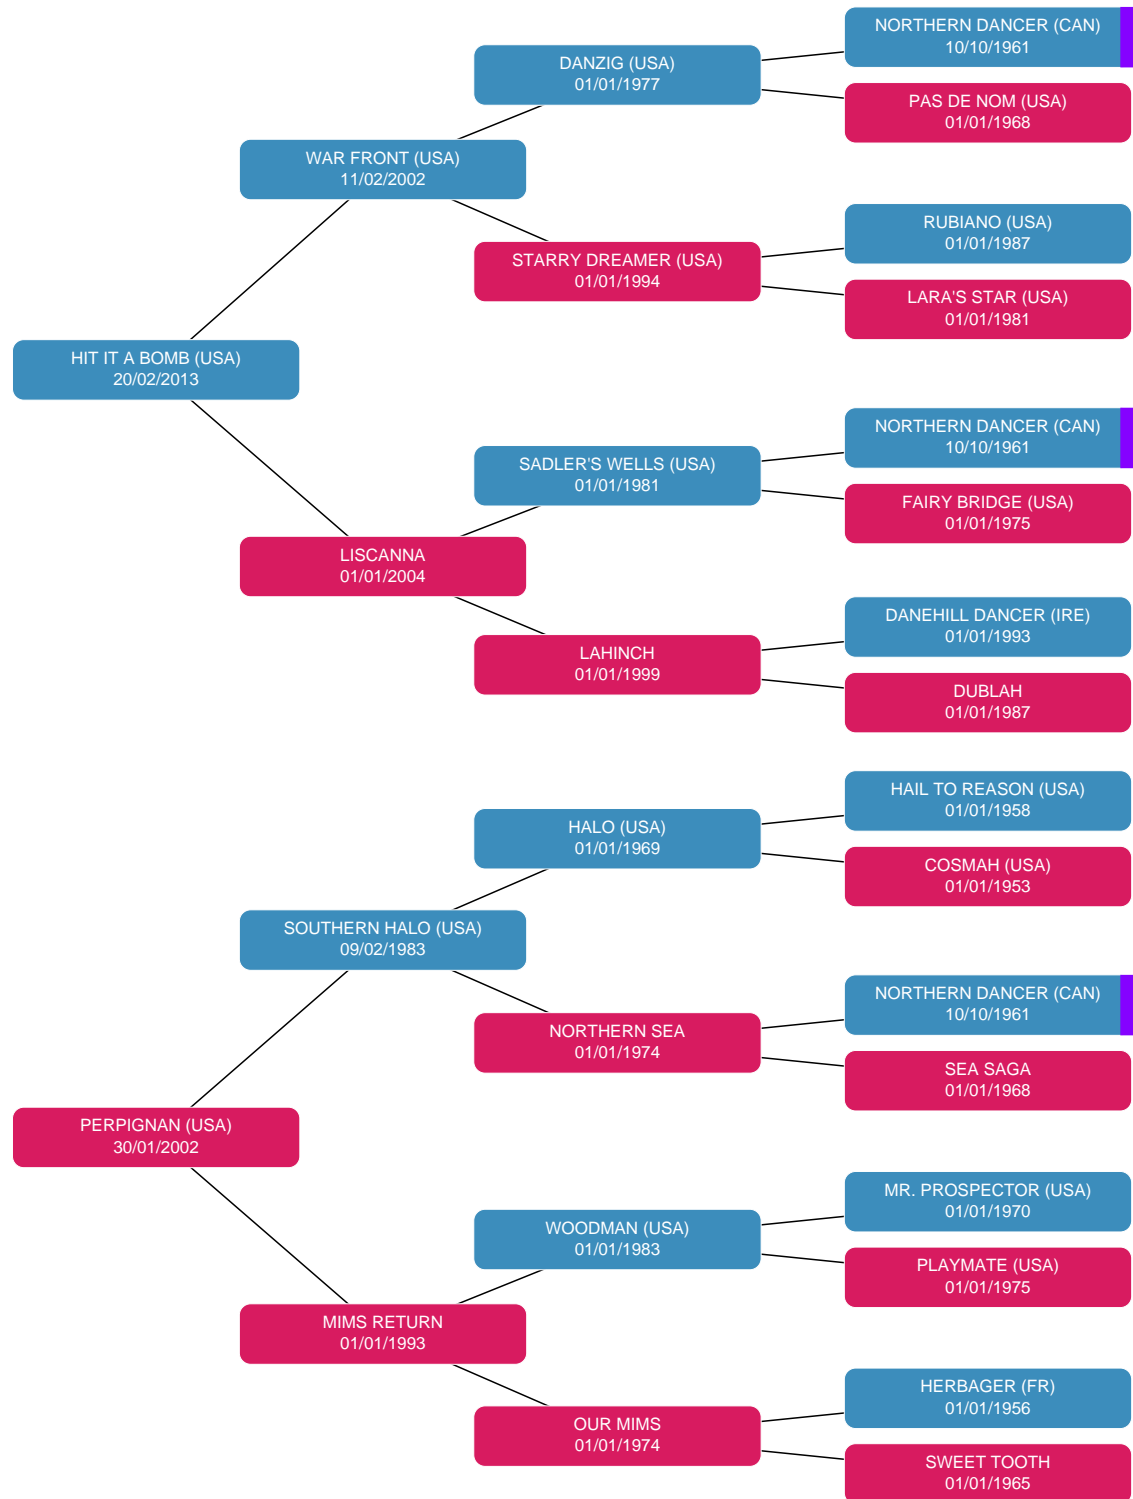 NORTHERN DANCER (CAN)
10/10/1961
DANZIG (USA)
01/01/1977
PAS DE NOM (USA)
01/01/1968
WAR FRONT (USA)
11/02/2002
RUBIANO (USA)
01/01/1987
STARRY DREAMER (USA)
01/01/1994
LARA'S STAR (USA)
01/01/1981
HIT IT A BOMB (USA)
20/02/2013
NORTHERN DANCER (CAN)
10/10/1961
SADLER'S WELLS (USA)
01/01/1981
FAIRY BRIDGE (USA)
01/01/1975
LISCANNA
01/01/2004
DANEHILL DANCER (IRE)
01/01/1993
LAHINCH
01/01/1999
DUBLAH
01/01/1987
HAIL TO REASON (USA)
01/01/1958
HALO (USA)
01/01/1969
COSMAH (USA)
01/01/1953
SOUTHERN HALO (USA)
09/02/1983
NORTHERN DANCER (CAN)
10/10/1961
NORTHERN SEA
01/01/1974
SEA SAGA
01/01/1968
PERPIGNAN (USA)
30/01/2002
MR. PROSPECTOR (USA)
01/01/1970
WOODMAN (USA)
01/01/1983
PLAYMATE (USA)
01/01/1975
MIMS RETURN
01/01/1993
HERBAGER (FR)
01/01/1956
OUR MIMS
01/01/1974
SWEET TOOTH
01/01/1965